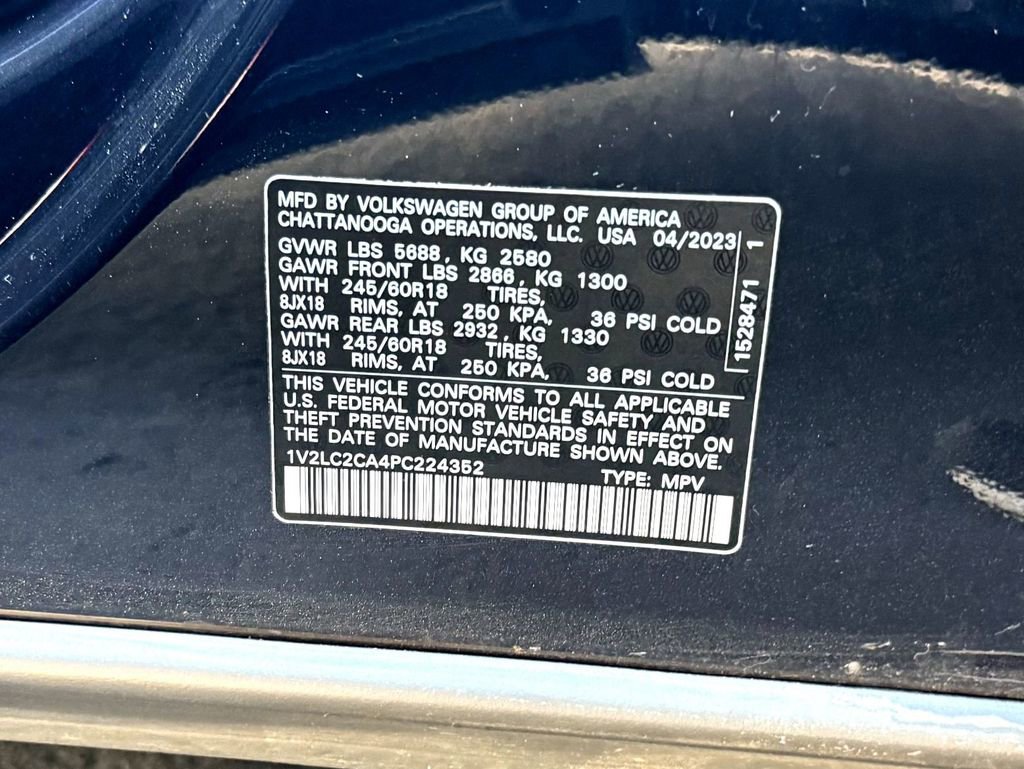 MFD BY VOLKSWAGEN GROUP OF AMERICA
CHATTANOOGA OPERATIONS, LLC. USA 04/2023
GVWR LBS 5688, KG 2580
GAWR FRONT LBS 2866, KG 1300
WITH 245/60R18 TIRES,
8JX18 RIMS, AT 250 KPA, 36 PSI COLD
GAWR REAR LBS 2932, KG 1330
WITH 245/60R18 TIRES,
8JX18 RIMS, AT 250 KPA, 36 PSI COLD
1528471 1
THIS VEHICLE CONFORMS TO ALL APPLICABLE
U.S. FEDERAL MOTOR VEHICLE SAFETY AND
THEFT PREVENTION STANDARDS IN EFFECT ON
THE DATE OF MANUFACTURE SHOWN ABOVE.
1V2LC2CA4PC224352 TYPE: MPV